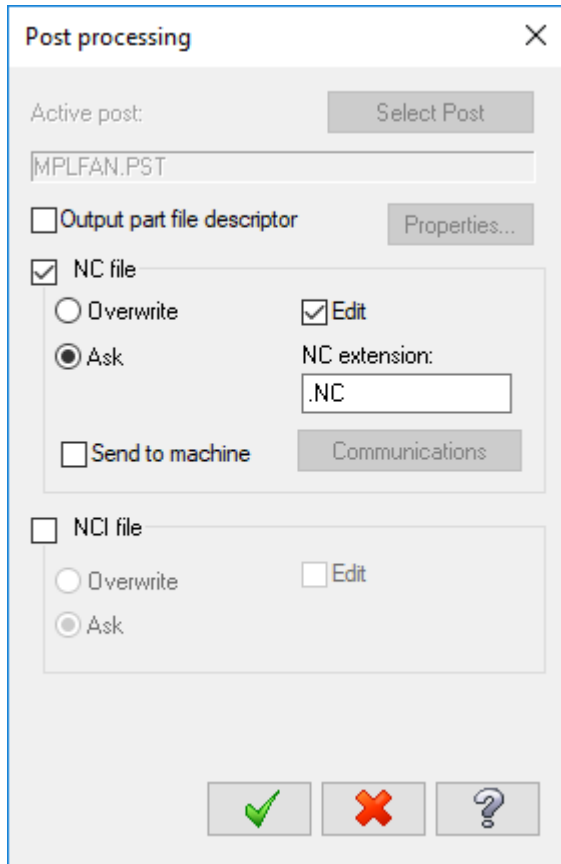 Post processing
Active post:
Select Post
MPLFAN.PST
Output part file descriptor
Properties...
NC file
Overwrite
Edit
Ask
NC extension:
.NC
Send to machine
Communications
NCI file
Overwrite
Edit
Ask